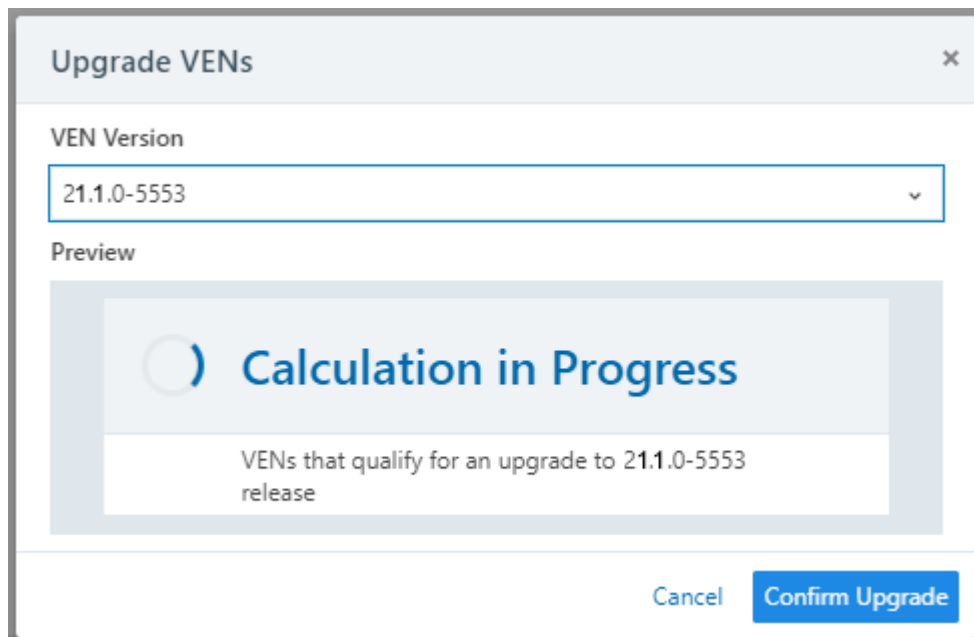 Upgrade VENs
VEN Version
21.1.0-5553
Preview
Calculation in Progress
VENs that qualify for an upgrade to 21.1.0-5553
release
Cancel
Confirm Upgrade